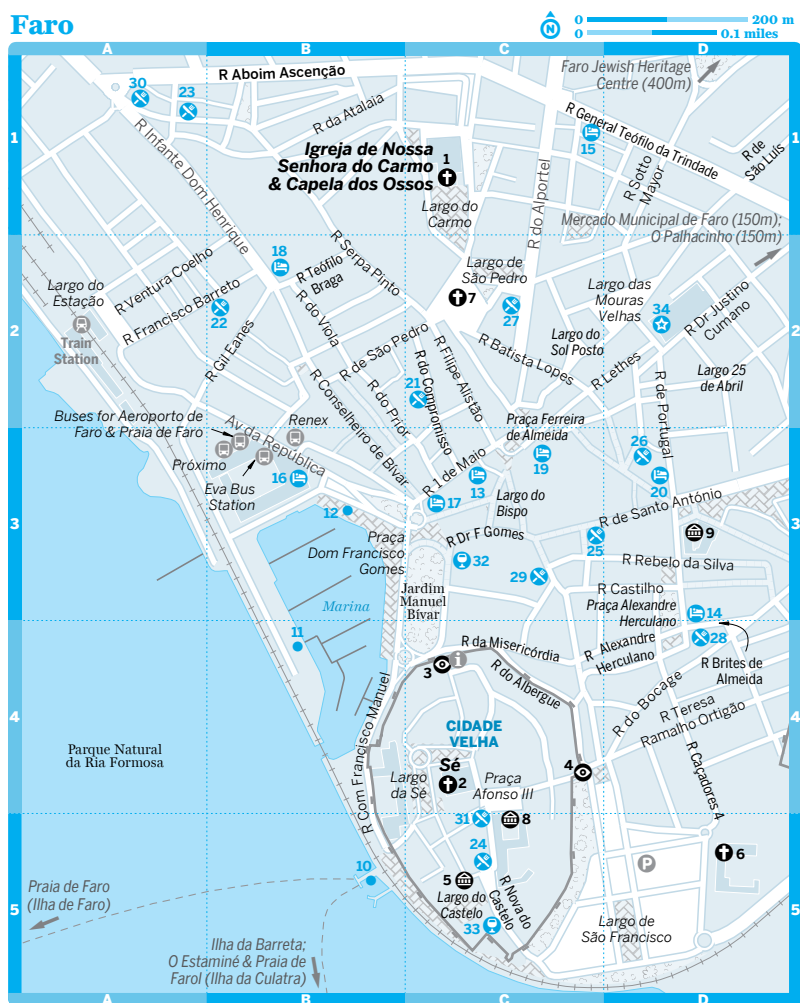 Faro
N
0 200 m
0 0.1 miles
A B C D
1
2
3
4
5
Faro Jewish Heritage
Centre (400m)
30
23
R Aboim Ascenção
R da Atalaia
R Infante Dom Henrique
Igreja de Nossa
Senhora do Carmo
& Capela dos Ossos
1
Largo do
Carmo
R do Alportel
R General Teófilo da Trindade
15
R Sotto
Mayor
R de
São Luís
Mercado Municipal de Faro (150m);
O Palhacinho (150m)
18
R Teófilo
Braga
R Serpa Pinto
Largo de
São Pedro
7
27
Largo das
Mouras
Velhas
34
R Dr Justino
Cumano
Largo do
Estação
Train
Station
R Ventura Coelho
R Francisco Barreto
22
R Gil Eanes
R do Viola
R de São Pedro
R Filipe Alistão
R do Compromisso
21
R do Prior
R Conselheiro de Bívar
R Batista Lopes
Largo do
Sol Posto
R Lethes
Largo 25
de Abril
R de Portugal
Buses for Aeroporto de
Faro & Praia de Faro
Av da República
Renex
Próximo
Eva Bus
Station
16
12
R 1 de Maio
17
13
Praça Ferreira
de Almeida
19
Largo do
Bispo
26
20
R de Santo António
9
25
R Rebelo da Silva
R Dr F Gomes
32
29
Praça
Dom Francisco
Gomes
Jardim
Manuel
Bívar
Marina
11
R Castilho
Praça Alexandre
Herculano
14
28
R Alexandre
Herculano
R Brites de
Almeida
R da Misericórdia
3
i
R do Albergue
R do Bocage
R Teresa
Ramalho Ortigão
R Caçadores 4
R Com Francisco Manuel
CIDADE
VELHA
Sé
2
Largo
da Sé
Praça
Afonso III
4
Parque Natural
da Ria Formosa
31
8
24
5
Largo do
Castelo
R Nova do
Castelo
33
10
6
P
Largo de
São Francisco
Praia de Faro
(Ilha de Faro)
Ilha da Barreta;
O Estaminé & Praia de
Farol (Ilha da Culatra)
A B C D
1
2
3
4
5